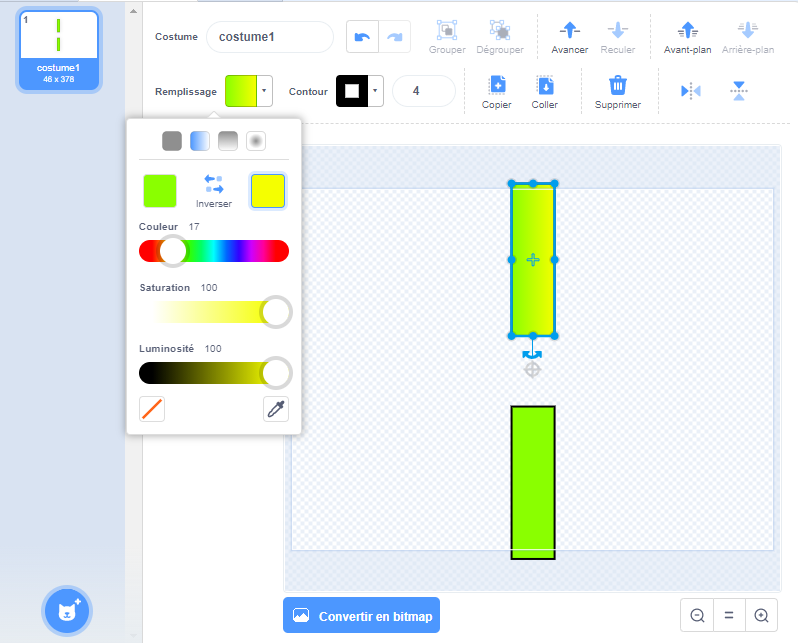 1
costume1
46 x 378
Costume
costume1
Grouper
Dégrouper
Avancer
Reculer
Avant-plan
Arrière-plan
Remplissage
Contour
4
Copier
Coller
Supprimer
Inverser
Couleur 17
Saturation 100
Luminosité 100
Convertir en bitmap